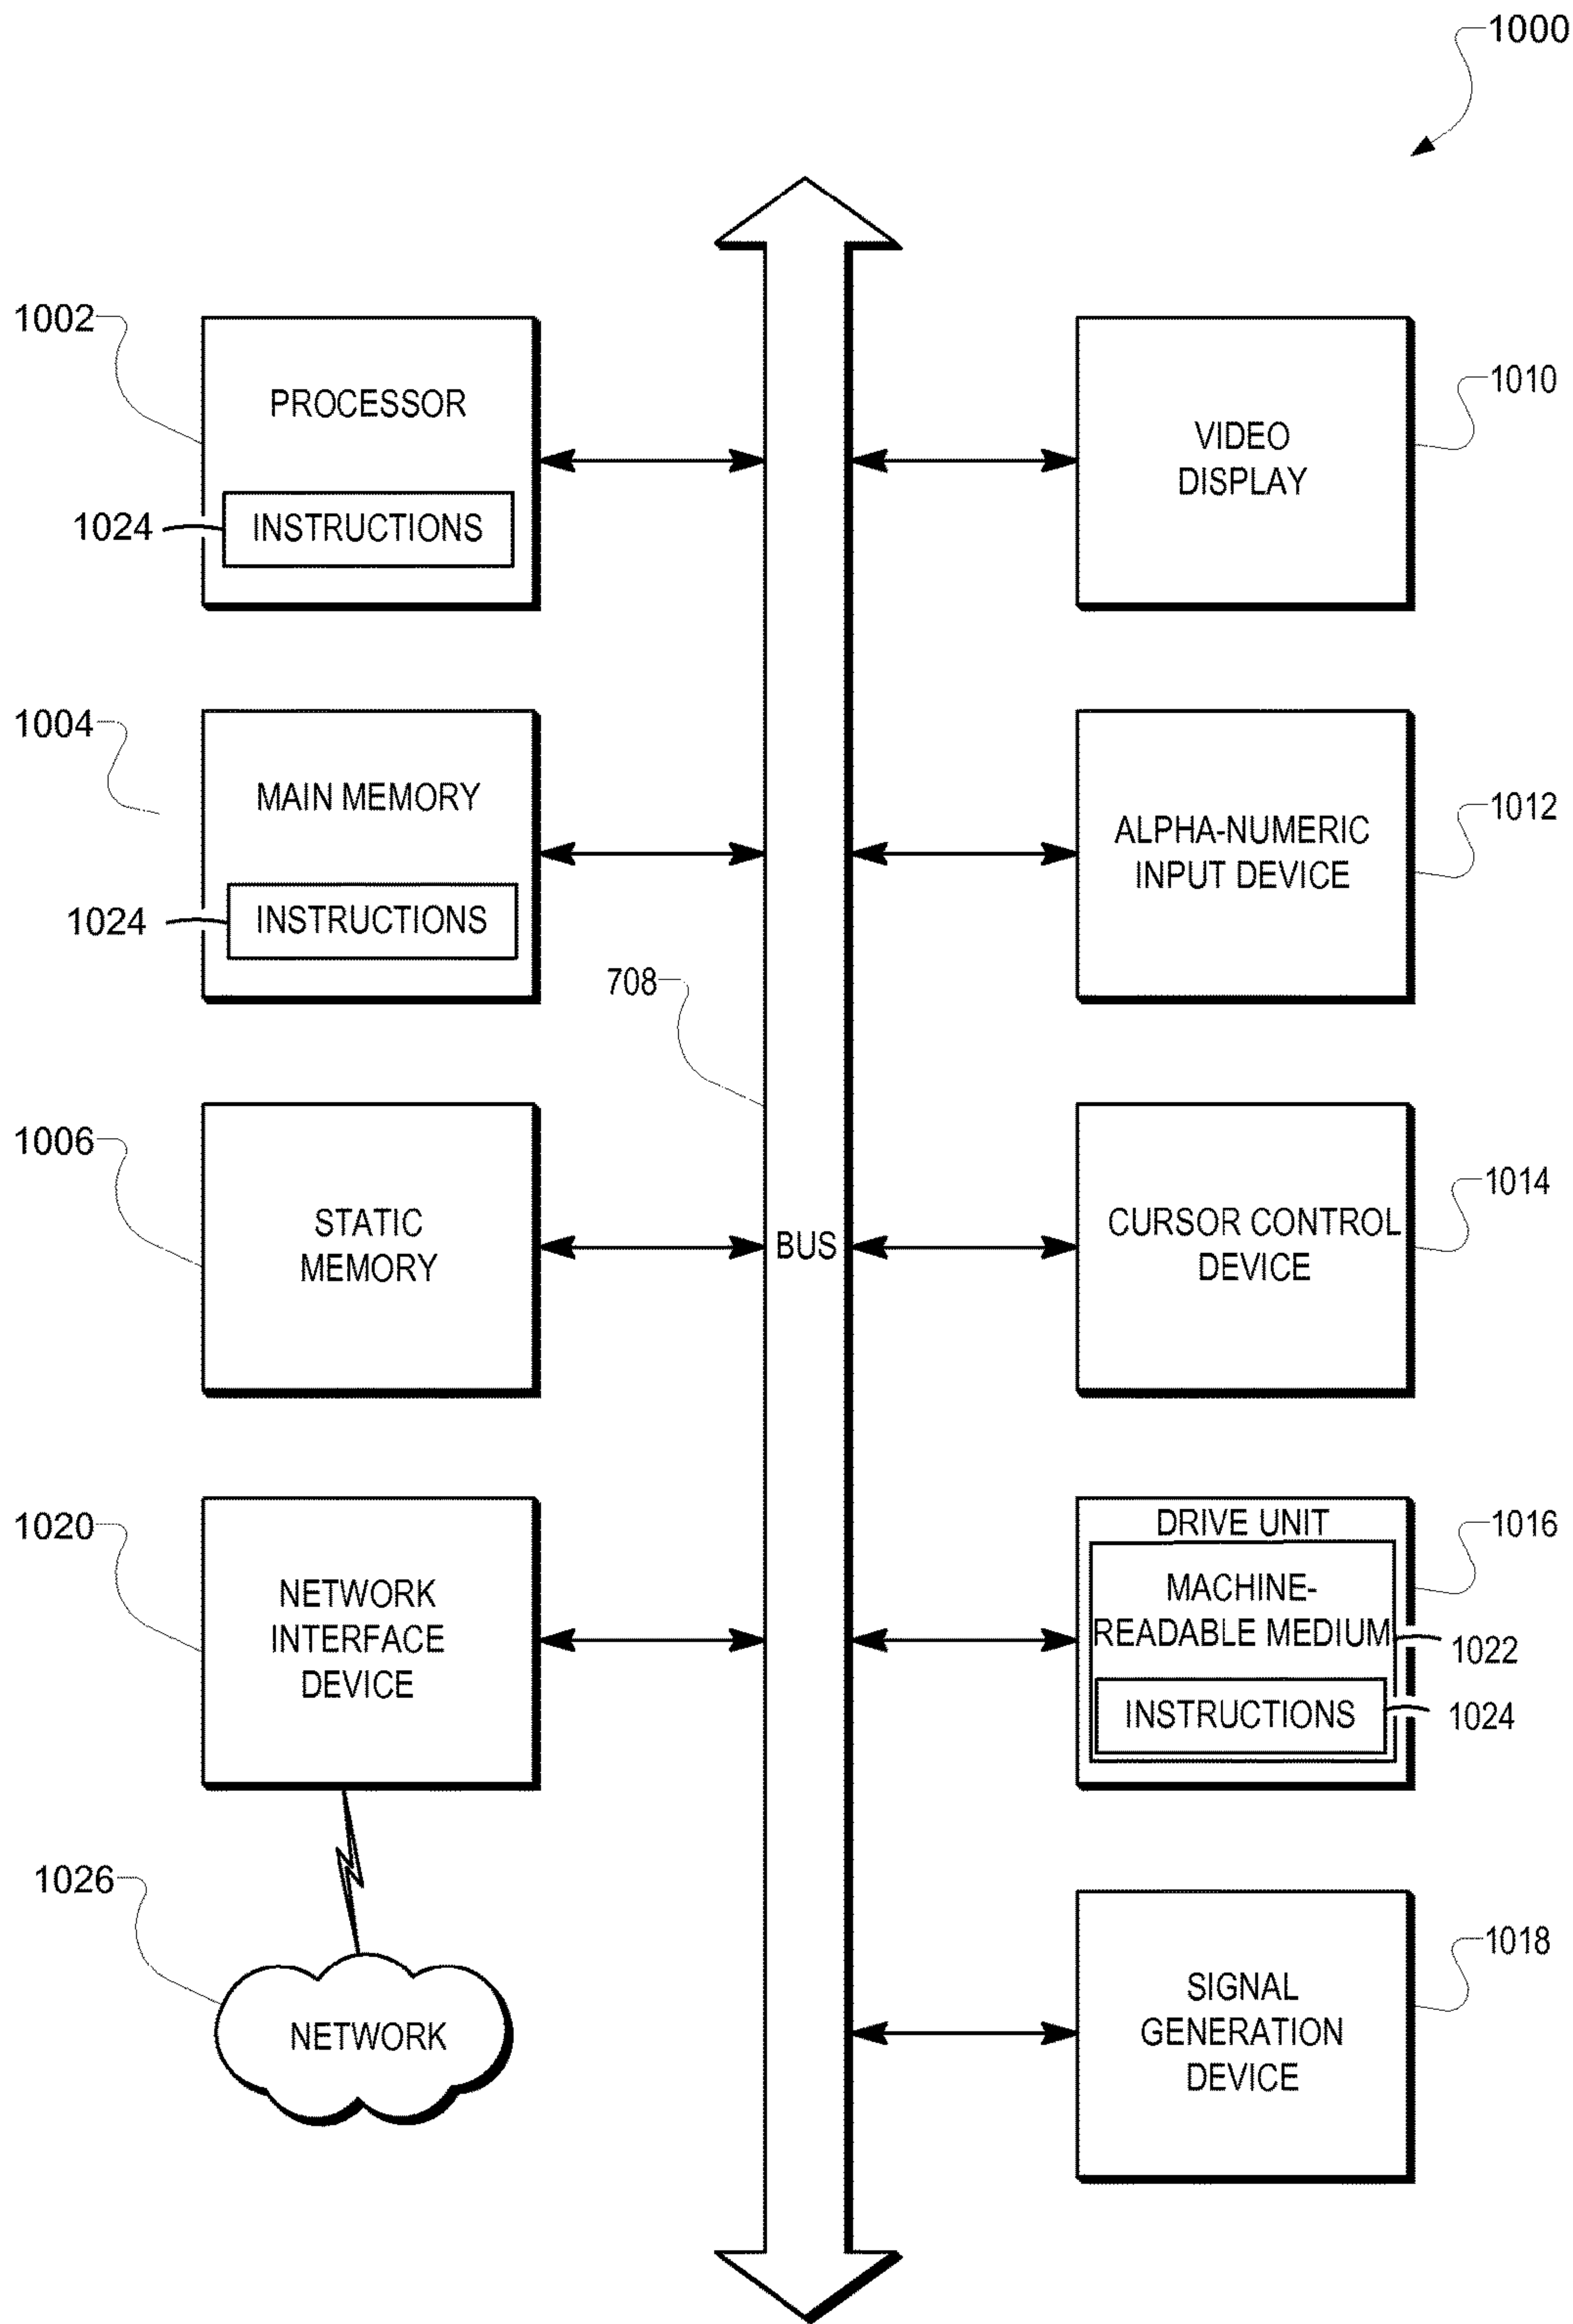 1000
1002
PROCESSOR
1024
INSTRUCTIONS
1004
MAIN MEMORY
1024
INSTRUCTIONS
1006
STATIC
MEMORY
1020
NETWORK
INTERFACE
DEVICE
1026
NETWORK
708
BUS
VIDEO
DISPLAY
1010
ALPHA-NUMERIC
INPUT DEVICE
1012
CURSOR CONTROL
DEVICE
1014
DRIVE UNIT
1016
MACHINE-
READABLE MEDIUM
1022
INSTRUCTIONS
1024
SIGNAL
GENERATION
DEVICE
1018